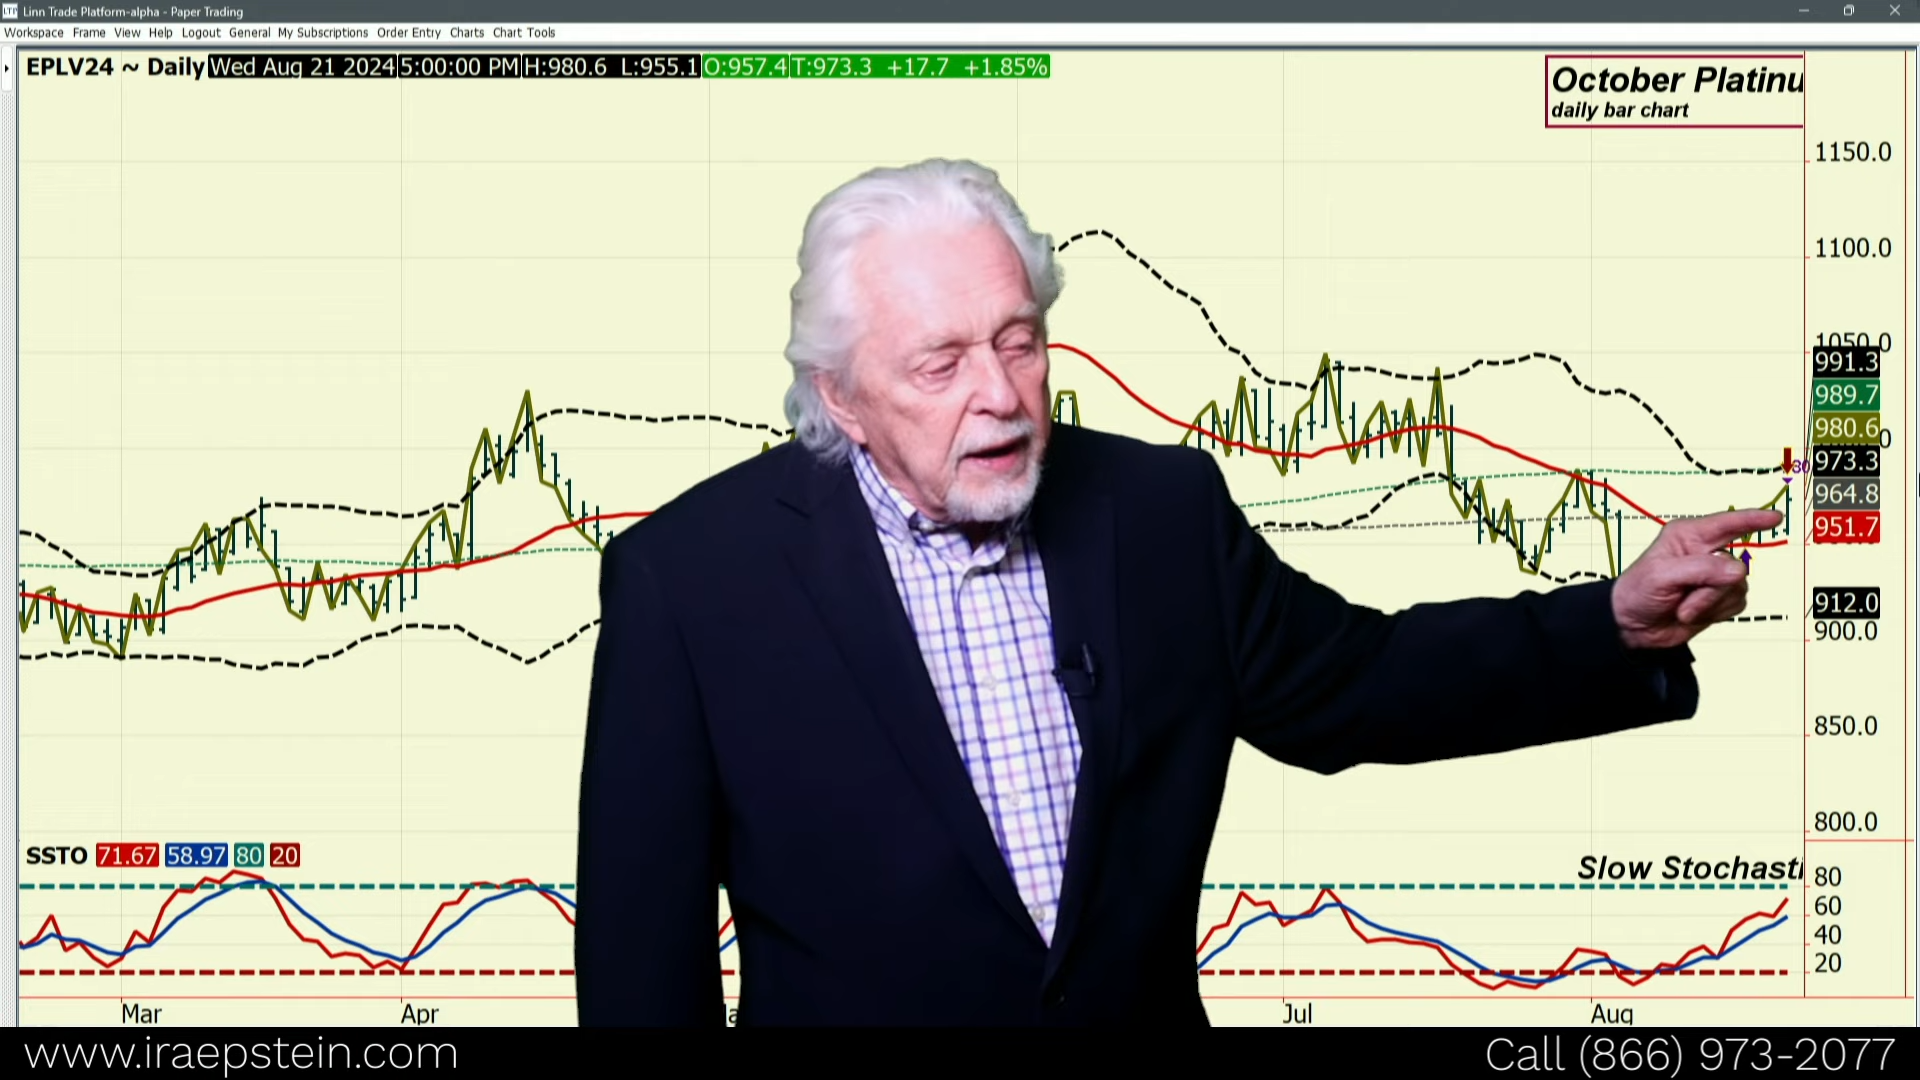 LTP Linn Trade Platform-alpha - Paper Trading
Workspace Frame View Help Logout General My Subscriptions Order Entry Charts Chart Tools
EPLV24 ~ Daily Wed Aug 21 2024 5:00:00 PM H:980.6 L:955.1 O:957.4 T:973.3 +17.7 +1.85%
October Platinu
daily bar chart
1150.0
1100.0
1050.0
991.3
989.7
980.6
973.3
964.8
951.7
912.0
900.0
850.0
800.0
SSTO 71.67 58.97 80 20
Slow Stochasti
80
60
40
20
Mar Apr Jul Aug
www.iraepstein.com
Call (866) 973-2077